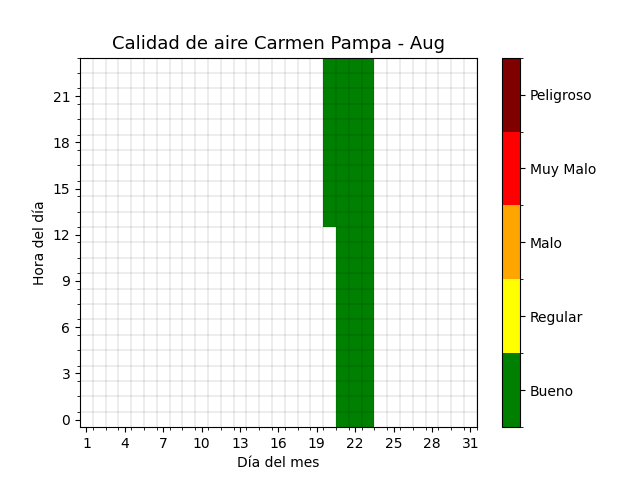 Calidad de aire Carmen Pampa - Aug
Hora del día
21
18
15
12
9
6
3
0
1 4 7 10 13 16 19 22 25 28 31
Día del mes
Peligroso
Muy Malo
Malo
Regular
Bueno